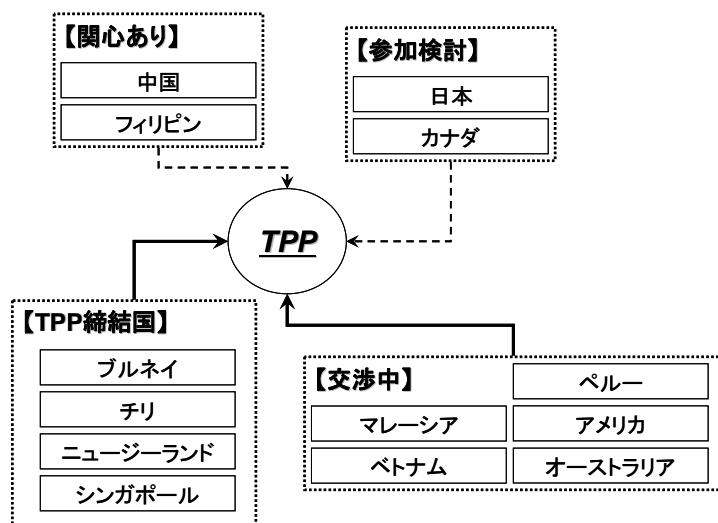 【関心あり】
中国
フィリピン
【参加検討】
日本
カナダ
TPP
【TPP締結国】
ブルネイ
チリ
ニュージーランド
シンガポール
【交渉中】
ペルー
マレーシア
アメリカ
ベトナム
オーストラリア